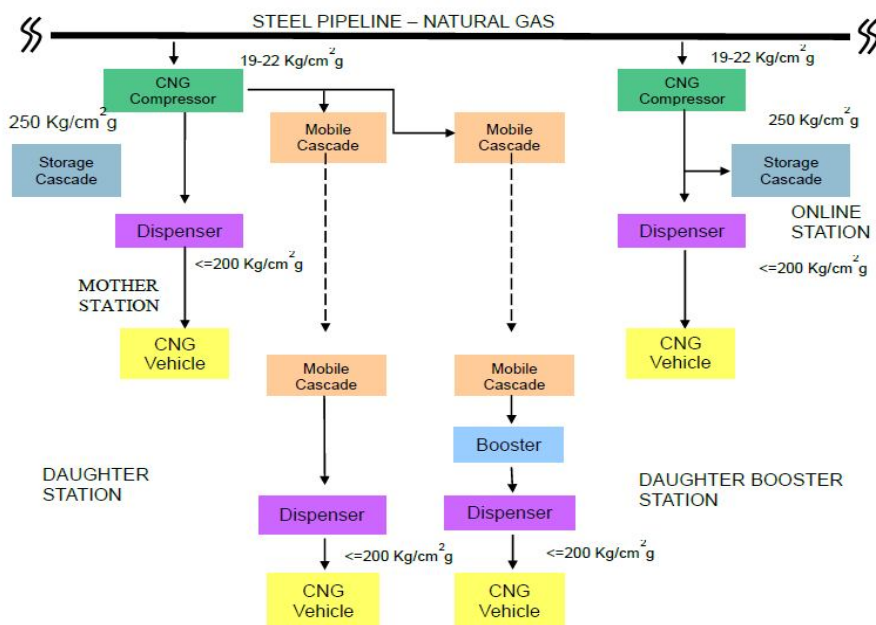 STEEL PIPELINE – NATURAL GAS
19-22 Kg/cm²g
19-22 Kg/cm²g
CNG
Compressor
CNG
Compressor
250 Kg/cm²g
250 Kg/cm²g
Mobile
Cascade
Mobile
Cascade
Storage
Cascade
Storage
Cascade
Dispenser
Dispenser
ONLINE
STATION
<=200 Kg/cm²g
<=200 Kg/cm²g
MOTHER
STATION
CNG
Vehicle
CNG
Vehicle
Mobile
Cascade
Mobile
Cascade
Booster
DAUGHTER
STATION
DAUGHTER BOOSTER
STATION
Dispenser
Dispenser
<=200 Kg/cm²g
<=200 Kg/cm²g
CNG
Vehicle
CNG
Vehicle